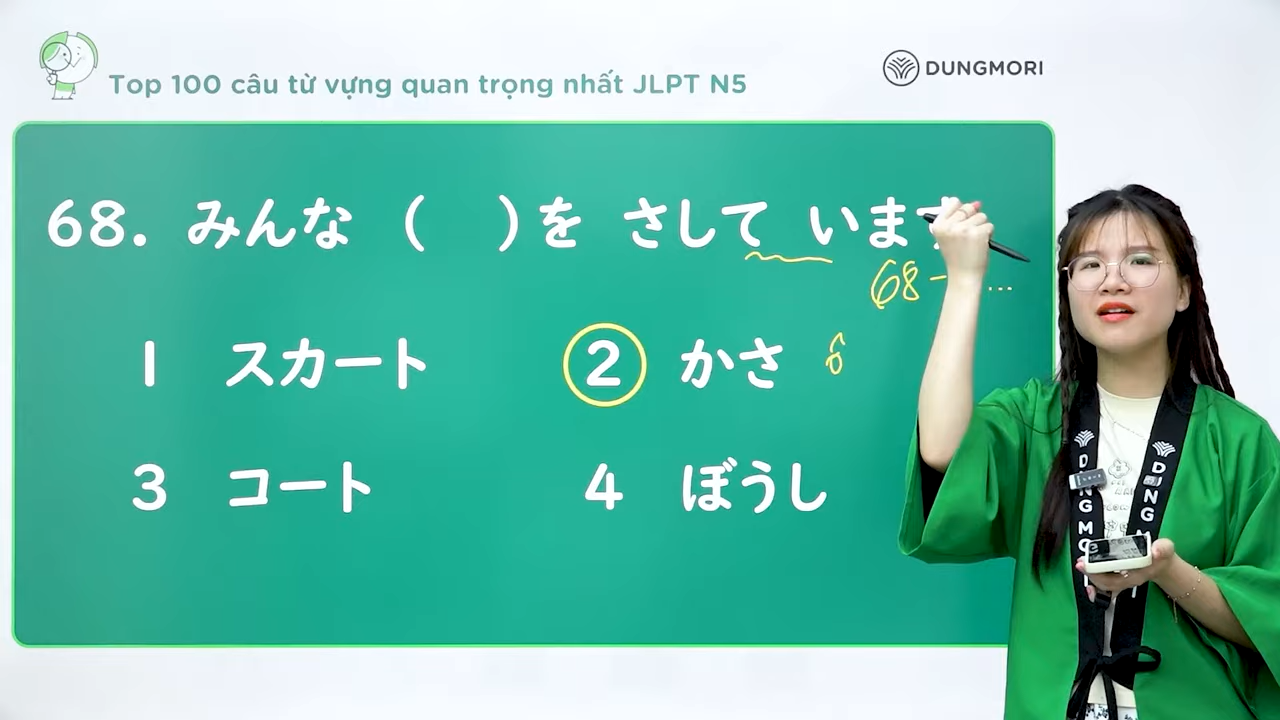 Top 100 câu từ vựng quan trọng nhất JLPT N5
DUNGMORI
68. みんな ( )を さして います
68 - ...
1 スカート 2 かさ ô
3 コート 4 ぼうし
DUNGMO
DUNG